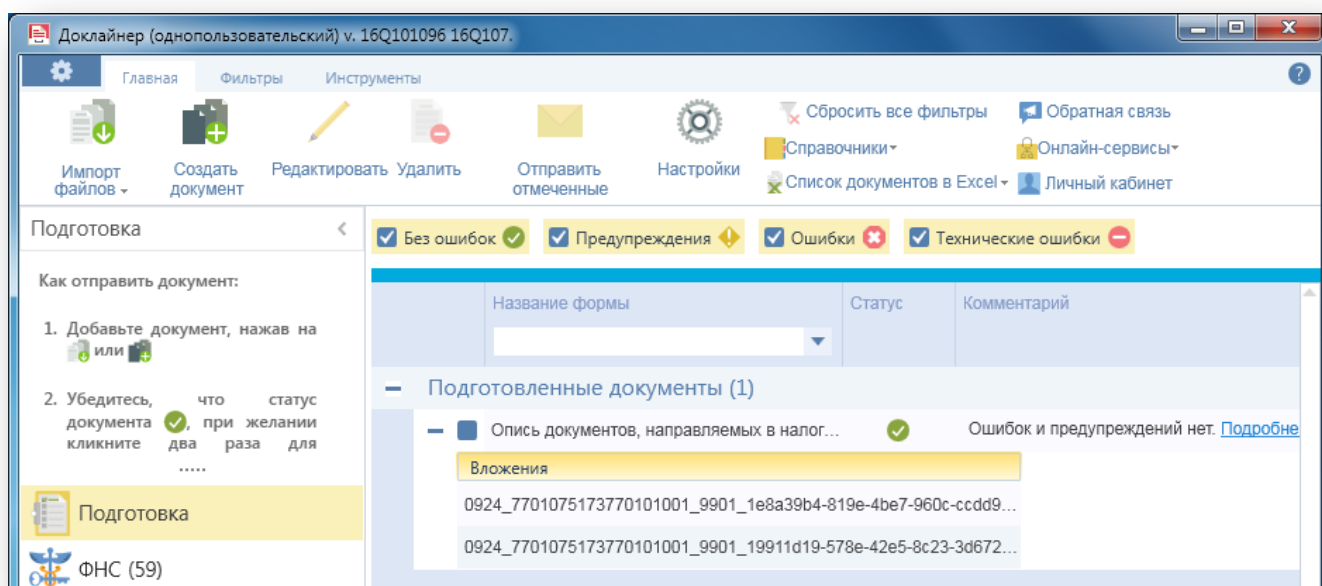 Доклайнер (однопользовательский) v. 16Q101096 16Q107.
Главная Фильтры Инструменты
Импорт файлов
Создать документ
Редактировать
Удалить
Отправить отмеченные
Настройки
Сбросить все фильтры
Справочники
Список документов в Excel
Обратная связь
Онлайн-сервисы
Личный кабинет
Подготовка
Без ошибок Предупреждения Ошибки Технические ошибки
Как отправить документ:
1. Добавьте документ, нажав на
или
2. Убедитесь, что статус
документа , при желании
кликните два раза для
.....
Подготовка
ФНС (59)
Название формы Статус Комментарий
Подготовленные документы (1)
Опись документов, направляемых в налог... Ошибок и предупреждений нет. Подробне
Вложения
0924_7701075173770101001_9901_1e8a39b4-819e-4be7-960c-ccdd9...
0924_7701075173770101001_9901_19911d19-578e-42e5-8c23-3d672...